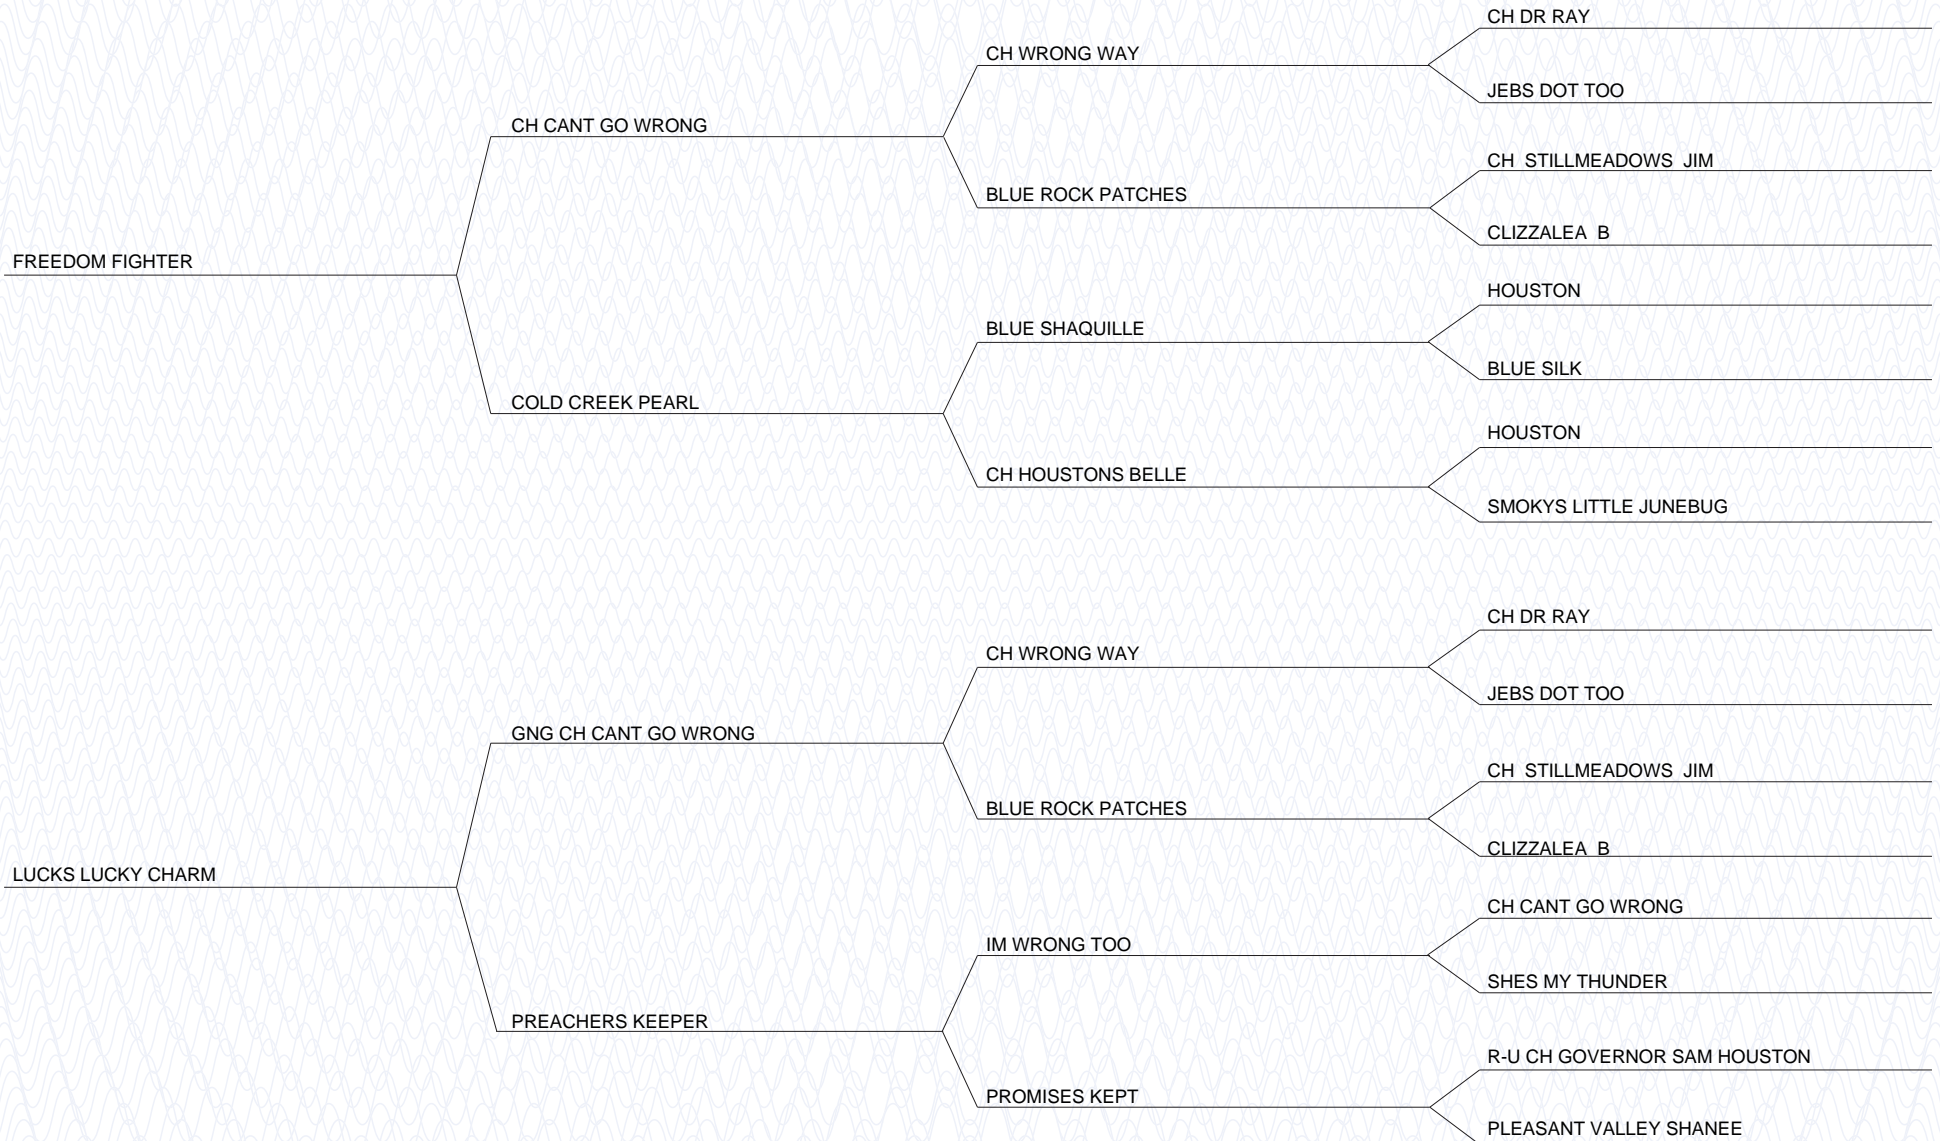 CH DR RAY
CH WRONG WAY
JEBS DOT TOO
CH CANT GO WRONG
CH  STILLMEADOWS  JIM
BLUE ROCK PATCHES
CLIZZALEA  B
FREEDOM FIGHTER
HOUSTON
BLUE SHAQUILLE
BLUE SILK
COLD CREEK PEARL
HOUSTON
CH HOUSTONS BELLE
SMOKYS LITTLE JUNEBUG
CH DR RAY
CH WRONG WAY
JEBS DOT TOO
GNG CH CANT GO WRONG
CH  STILLMEADOWS  JIM
BLUE ROCK PATCHES
CLIZZALEA  B
LUCKS LUCKY CHARM
CH CANT GO WRONG
IM WRONG TOO
SHES MY THUNDER
PREACHERS KEEPER
R-U CH GOVERNOR SAM HOUSTON
PROMISES KEPT
PLEASANT VALLEY SHANEE